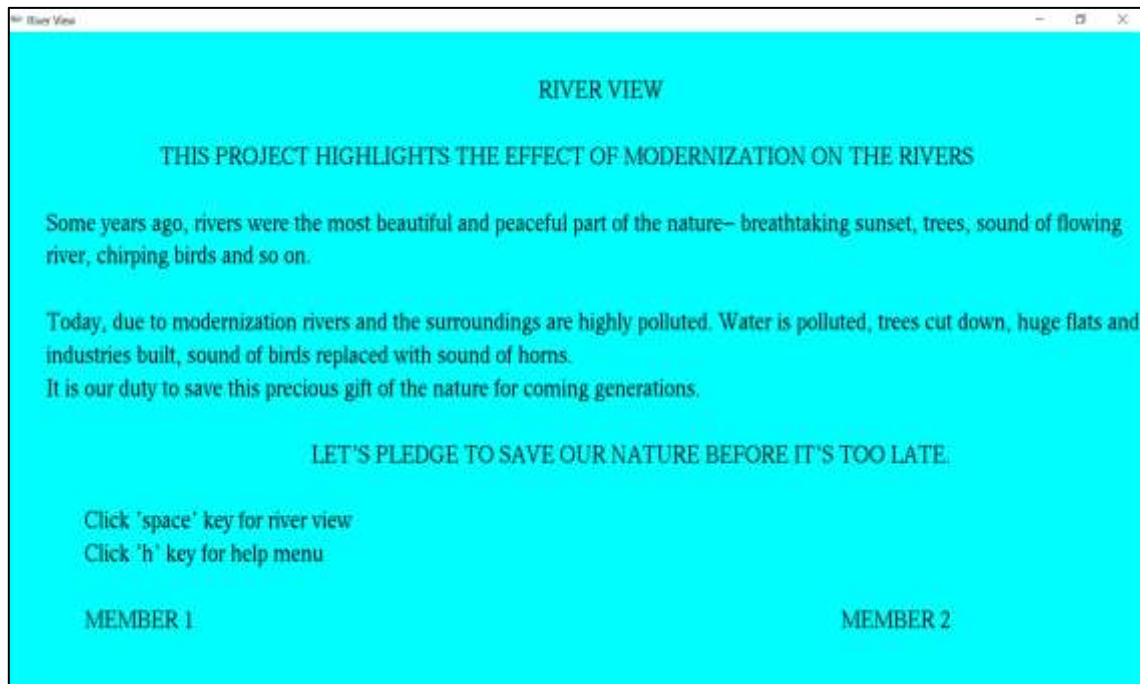 River View
RIVER VIEW
THIS PROJECT HIGHLIGHTS THE EFFECT OF MODERNIZATION ON THE RIVERS
Some years ago, rivers were the most beautiful and peaceful part of the nature– breathtaking sunset, trees, sound of flowing
river, chirping birds and so on.
Today, due to modernization rivers and the surroundings are highly polluted. Water is polluted, trees cut down, huge flats and
industries built, sound of birds replaced with sound of horns.
It is our duty to save this precious gift of the nature for coming generations.
LET'S PLEDGE TO SAVE OUR NATURE BEFORE IT'S TOO LATE.
Click 'space' key for river view
Click 'h' key for help menu
MEMBER 1 MEMBER 2